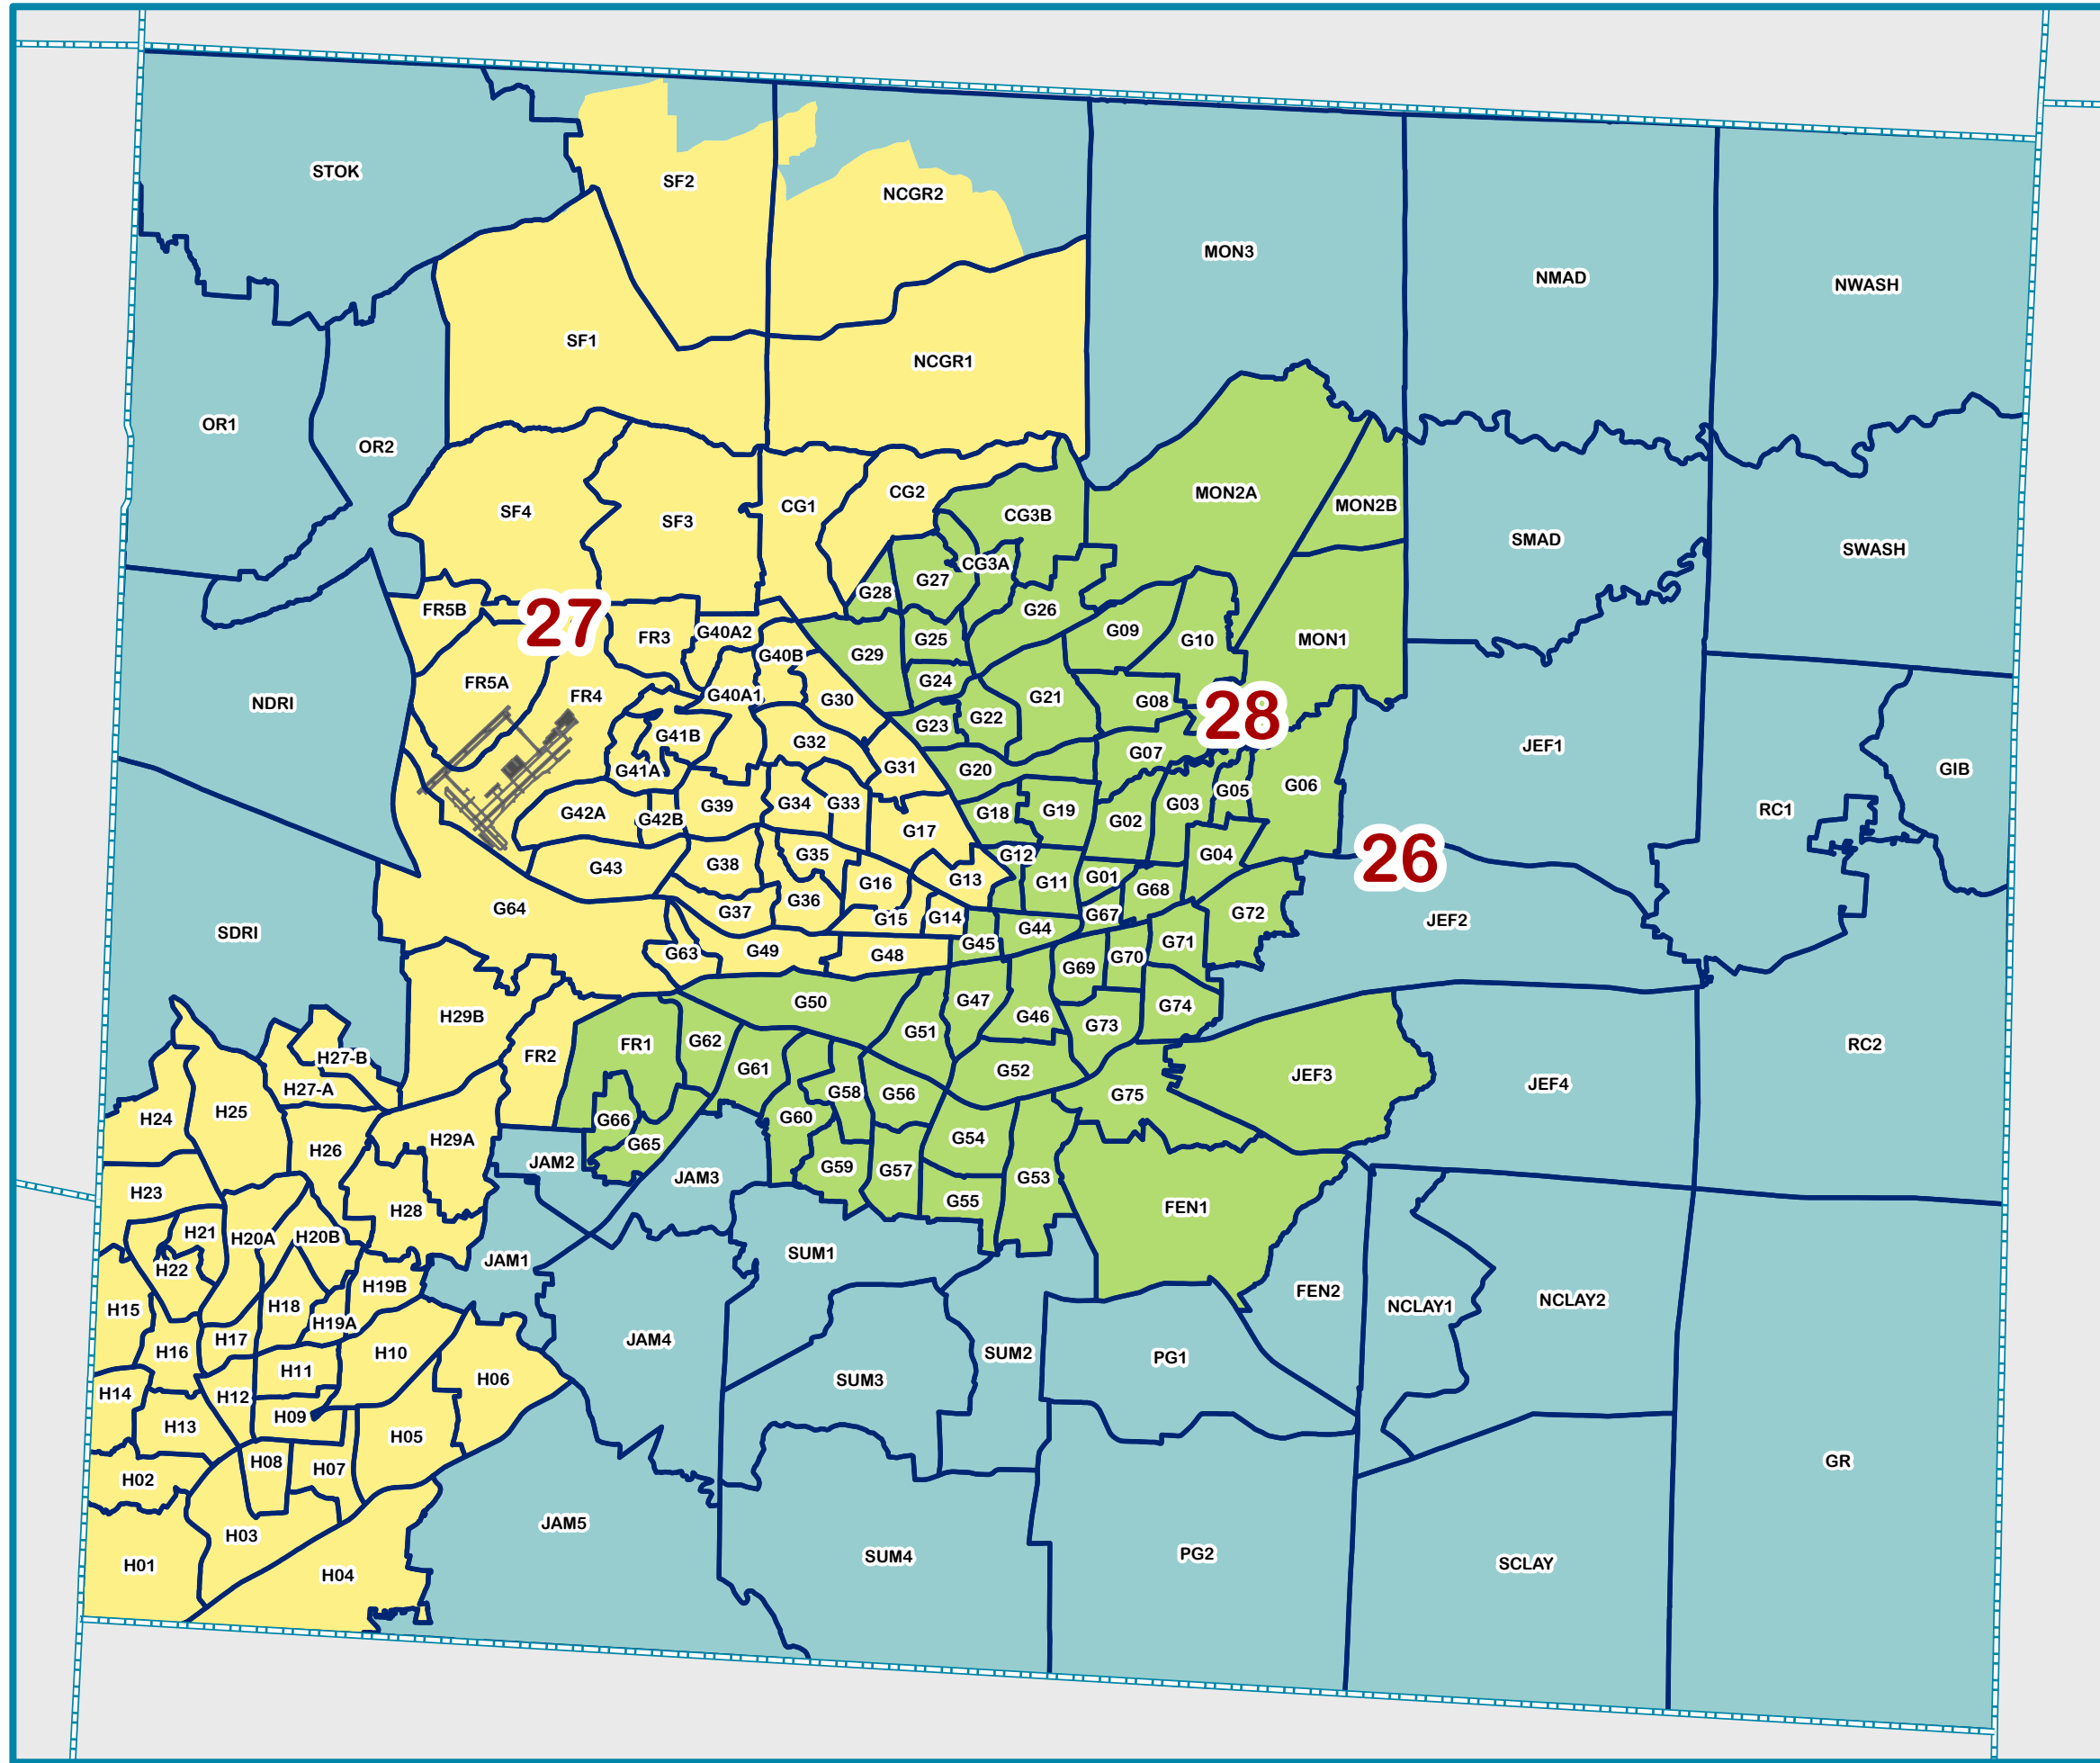 STOK
SF2
NCGR2
MON3
NMAD
NWASH
SF1
NCGR1
OR1
OR2
CG2
MON2A
SF4
CG1
MON2B
SF3
CG3B
SMAD
SWASH
CG3A
G27
G28
FR5B
G26
27
G40A2
G09
FR3
G25
G10
MON1
G40B
G29
G24
FR5A
FR4
G40A1
G21
NDRI
G30
G08
28
G22
G23
G41B
G32
JEF1
G07
G31
G20
GIB
G41A
G06
G05
G34
G33
G03
G39
RC1
G42A
G18
G19
G42B
G02
G17
G35
G12
G04
26
G38
G43
G01
G13
G16
G11
G68
G36
G64
G37
G67
G72
G15
G14
JEF2
G44
SDRI
G45
G71
G49
G63
G48
G70
G69
G47
G50
G74
H29B
G46
G73
G51
G62
FR1
RC2
FR2
H27-B
G61
G52
JEF3
JEF4
H27-A
G58
G56
G75
H25
H24
G60
G66
G54
H29A
G65
H26
JAM2
G59
G57
JAM3
G53
H23
G55
FEN1
H28
H21
H20B
H20A
SUM1
JAM1
H22
H19B
FEN2
NCLAY2
H18
NCLAY1
H15
H19A
H17
JAM4
H16
H10
SUM2
PG1
H11
H06
SUM3
H14
H12
H09
H13
H05
H08
GR
H07
H02
JAM5
H03
PG2
SUM4
SCLAY
H01
H04